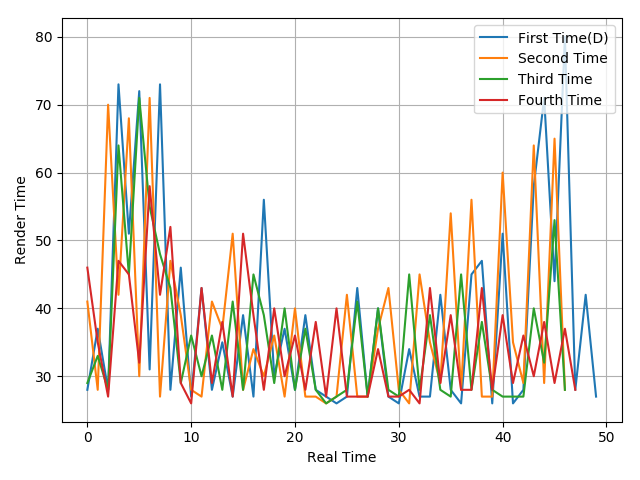 First Time(D)
Second Time
Third Time
Fourth Time
Render Time
80
70
60
50
40
30
0 10 20 30 40 50
Real Time